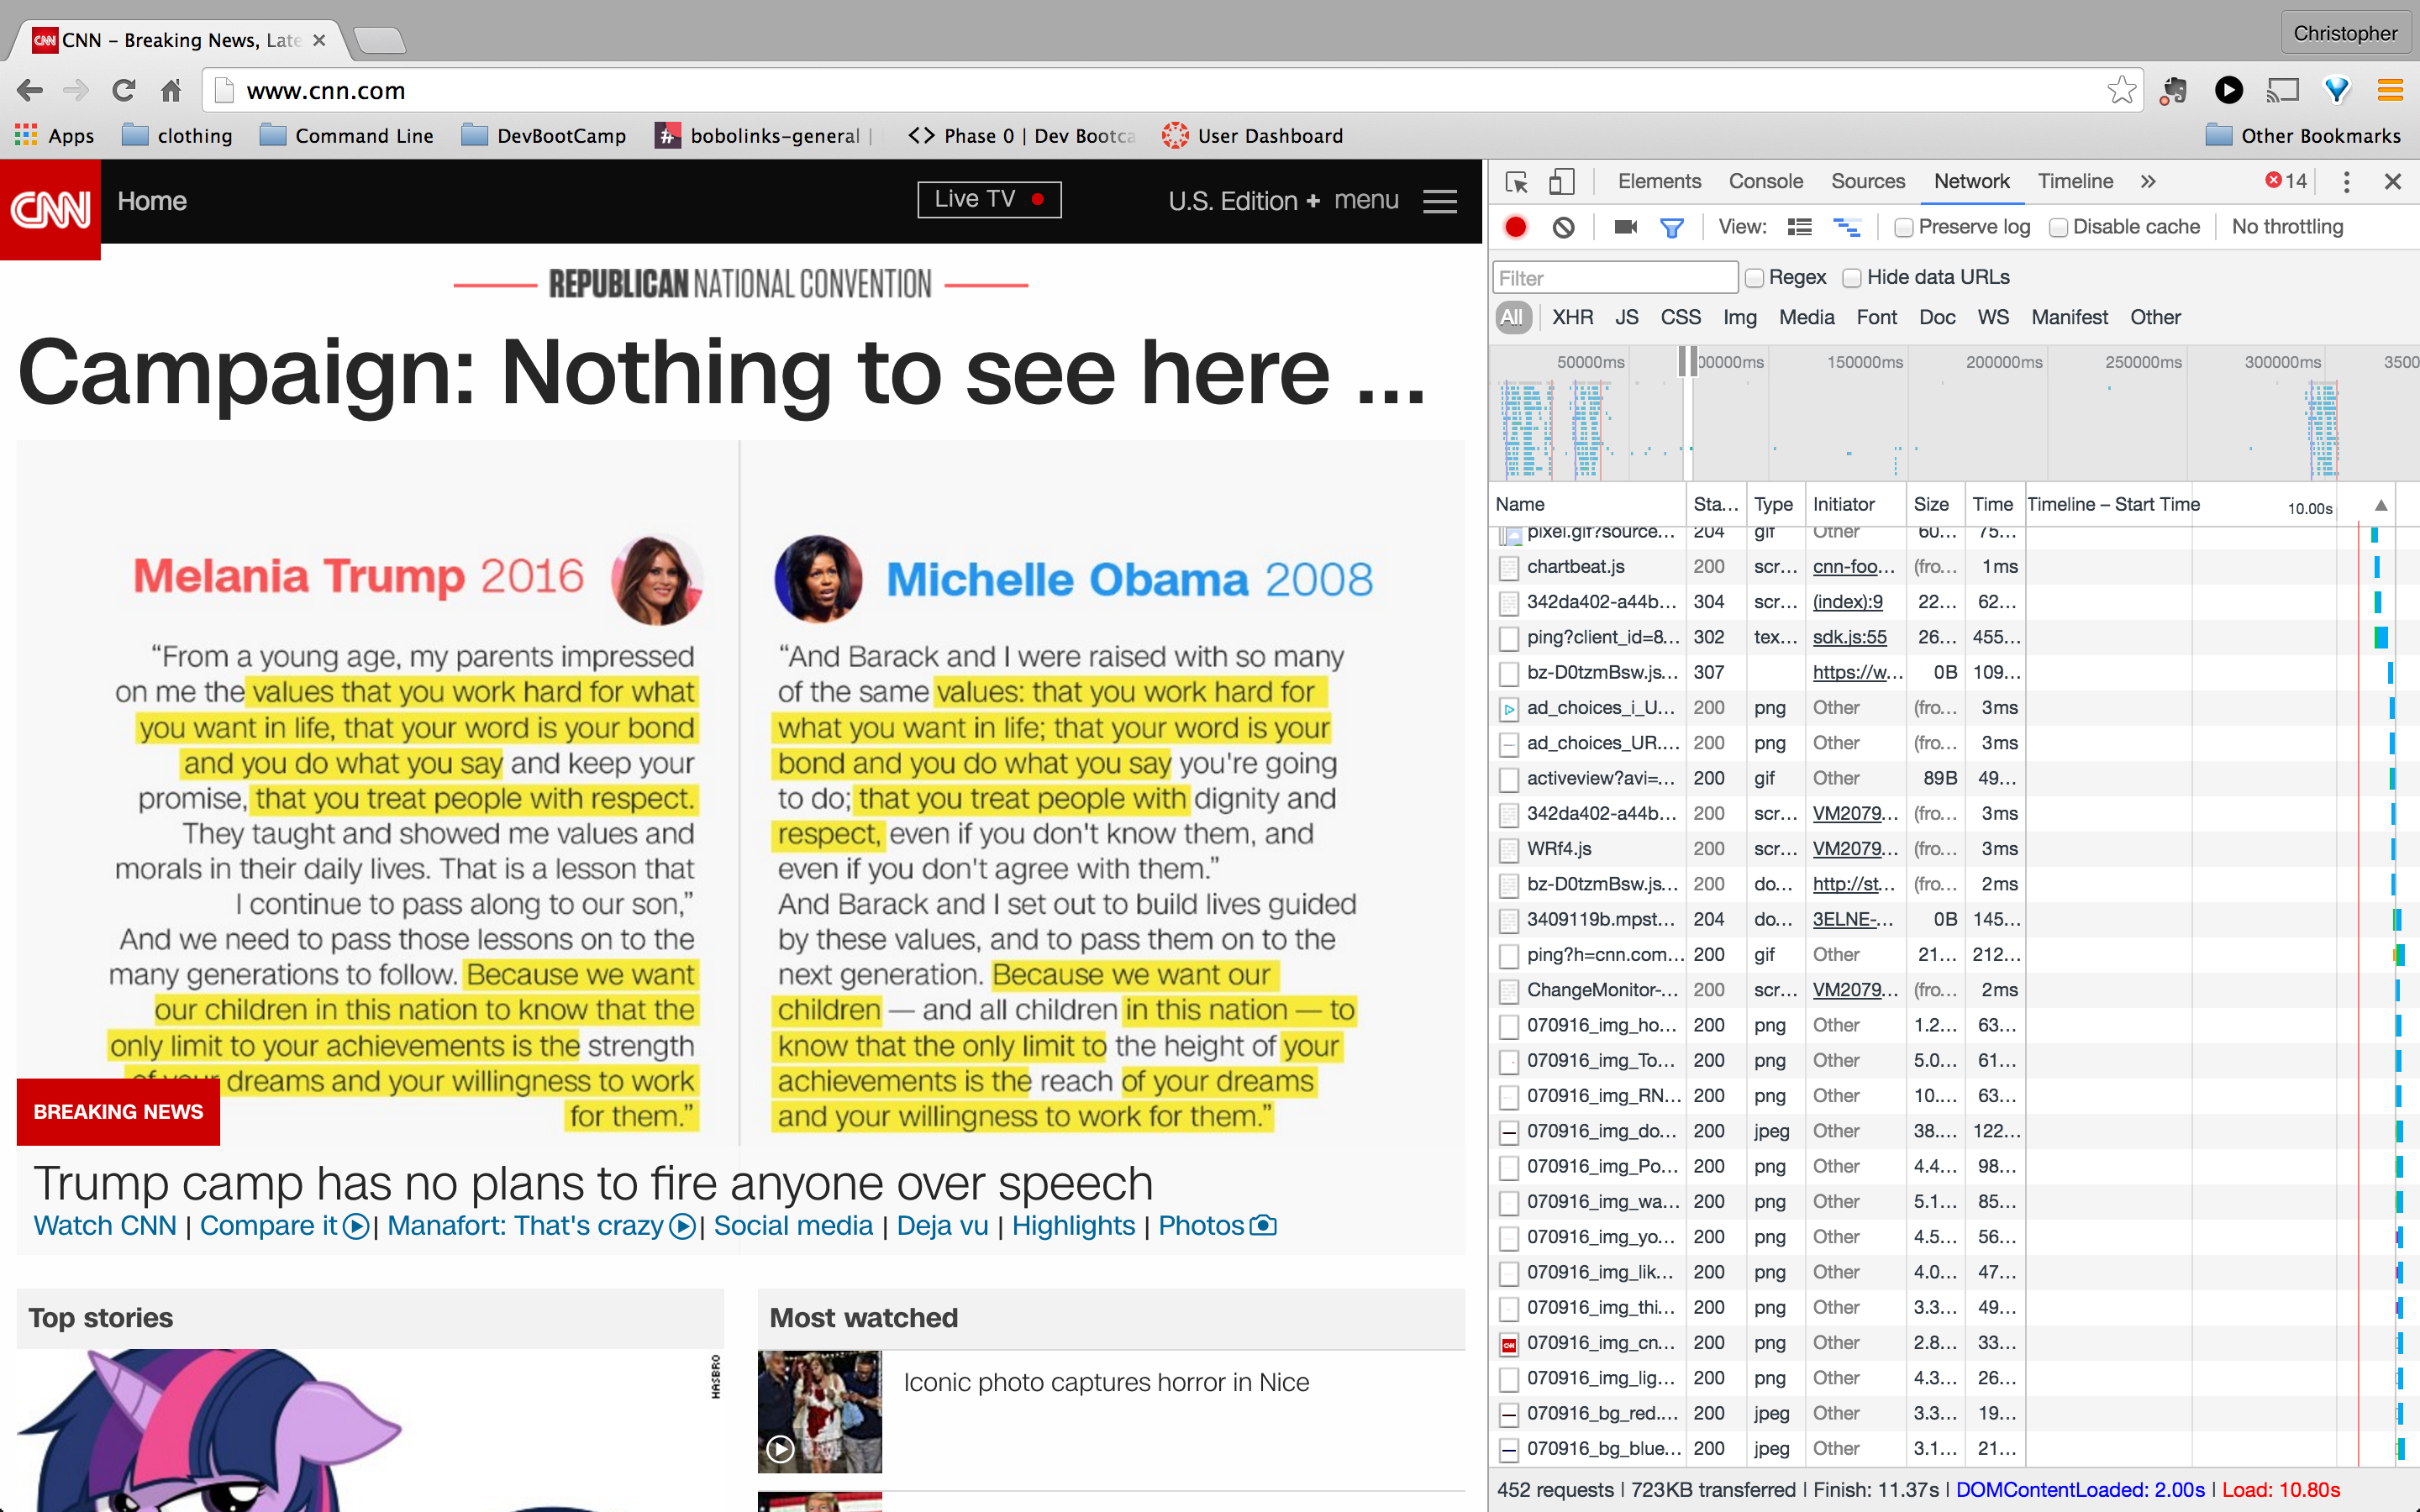 CNN CNN – Breaking News, Late
Christopher
www.cnn.com
Apps clothing Command Line DevBootCamp bobolinks-general | Phase 0 | Dev Bootca User Dashboard Other Bookmarks
CNN Home Live TV U.S. Edition + menu
REPUBLICAN NATIONAL CONVENTION
Campaign: Nothing to see here ...
Melania Trump 2016
“From a young age, my parents impressed
on me the values that you work hard for what
you want in life, that your word is your bond
and you do what you say and keep your
promise, that you treat people with respect.
They taught and showed me values and
morals in their daily lives. That is a lesson that
I continue to pass along to our son,”
And we need to pass those lessons on to the
many generations to follow. Because we want
our children in this nation to know that the
only limit to your achievements is the strength
of your dreams and your willingness to work
for them.”
Michelle Obama 2008
“And Barack and I were raised with so many
of the same values: that you work hard for
what you want in life; that your word is your
bond and you do what you say you're going
to do; that you treat people with dignity and
respect, even if you don't know them, and
even if you don't agree with them.”
And Barack and I set out to build lives guided
by these values, and to pass them on to the
next generation. Because we want our
children — and all children in this nation — to
know that the only limit to the height of your
achievements is the reach of your dreams
and your willingness to work for them.”
BREAKING NEWS
Trump camp has no plans to fire anyone over speech
Watch CNN | Compare it | Manafort: That's crazy | Social media | Deja vu | Highlights | Photos
Top stories
HASBRO
Most watched
Iconic photo captures horror in Nice
Elements Console Sources Network Timeline » 14
View: Preserve log Disable cache No throttling
Filter Regex Hide data URLs
All XHR JS CSS Img Media Font Doc WS Manifest Other
50000ms 00000ms 150000ms 200000ms 250000ms 300000ms 3500
Name Sta... Type Initiator Size Time Timeline – Start Time 10.00s
pixel.gif?source... 204 gif Other 60... 75...
chartbeat.js 200 scr... cnn-foo... (fro... 1ms
342da402-a44b... 304 scr... (index):9 22... 62...
ping?client_id=8... 302 tex... sdk.js:55 26... 455...
bz-D0tzmBsw.js... 307 https://w... 0B 109...
ad_choices_i_U... 200 png Other (fro... 3ms
ad_choices_UR.... 200 png Other (fro... 3ms
activeview?avi=... 200 gif Other 89B 49...
342da402-a44b... 200 scr... VM2079... (fro... 3ms
WRf4.js 200 scr... VM2079... (fro... 3ms
bz-D0tzmBsw.js... 200 do... http://st... (fro... 2ms
3409119b.mpst... 204 do... 3ELNE-... 0B 145...
ping?h=cnn.com... 200 gif Other 21... 212...
ChangeMonitor-... 200 scr... VM2079... (fro... 2ms
070916_img_ho... 200 png Other 1.2... 63...
070916_img_To... 200 png Other 5.0... 61...
070916_img_RN... 200 png Other 10.... 63...
070916_img_do... 200 jpeg Other 38.... 122...
070916_img_Po... 200 png Other 4.4... 98...
070916_img_wa... 200 png Other 5.1... 85...
070916_img_yo... 200 png Other 4.5... 56...
070916_img_lik... 200 png Other 4.0... 47...
070916_img_thi... 200 png Other 3.3... 49...
070916_img_cn... 200 png Other 2.8... 33...
070916_img_lig... 200 png Other 4.3... 26...
070916_bg_red.... 200 jpeg Other 3.3... 19...
070916_bg_blue... 200 jpeg Other 3.1... 21...
452 requests | 723KB transferred | Finish: 11.37s | DOMContentLoaded: 2.00s | Load: 10.80s